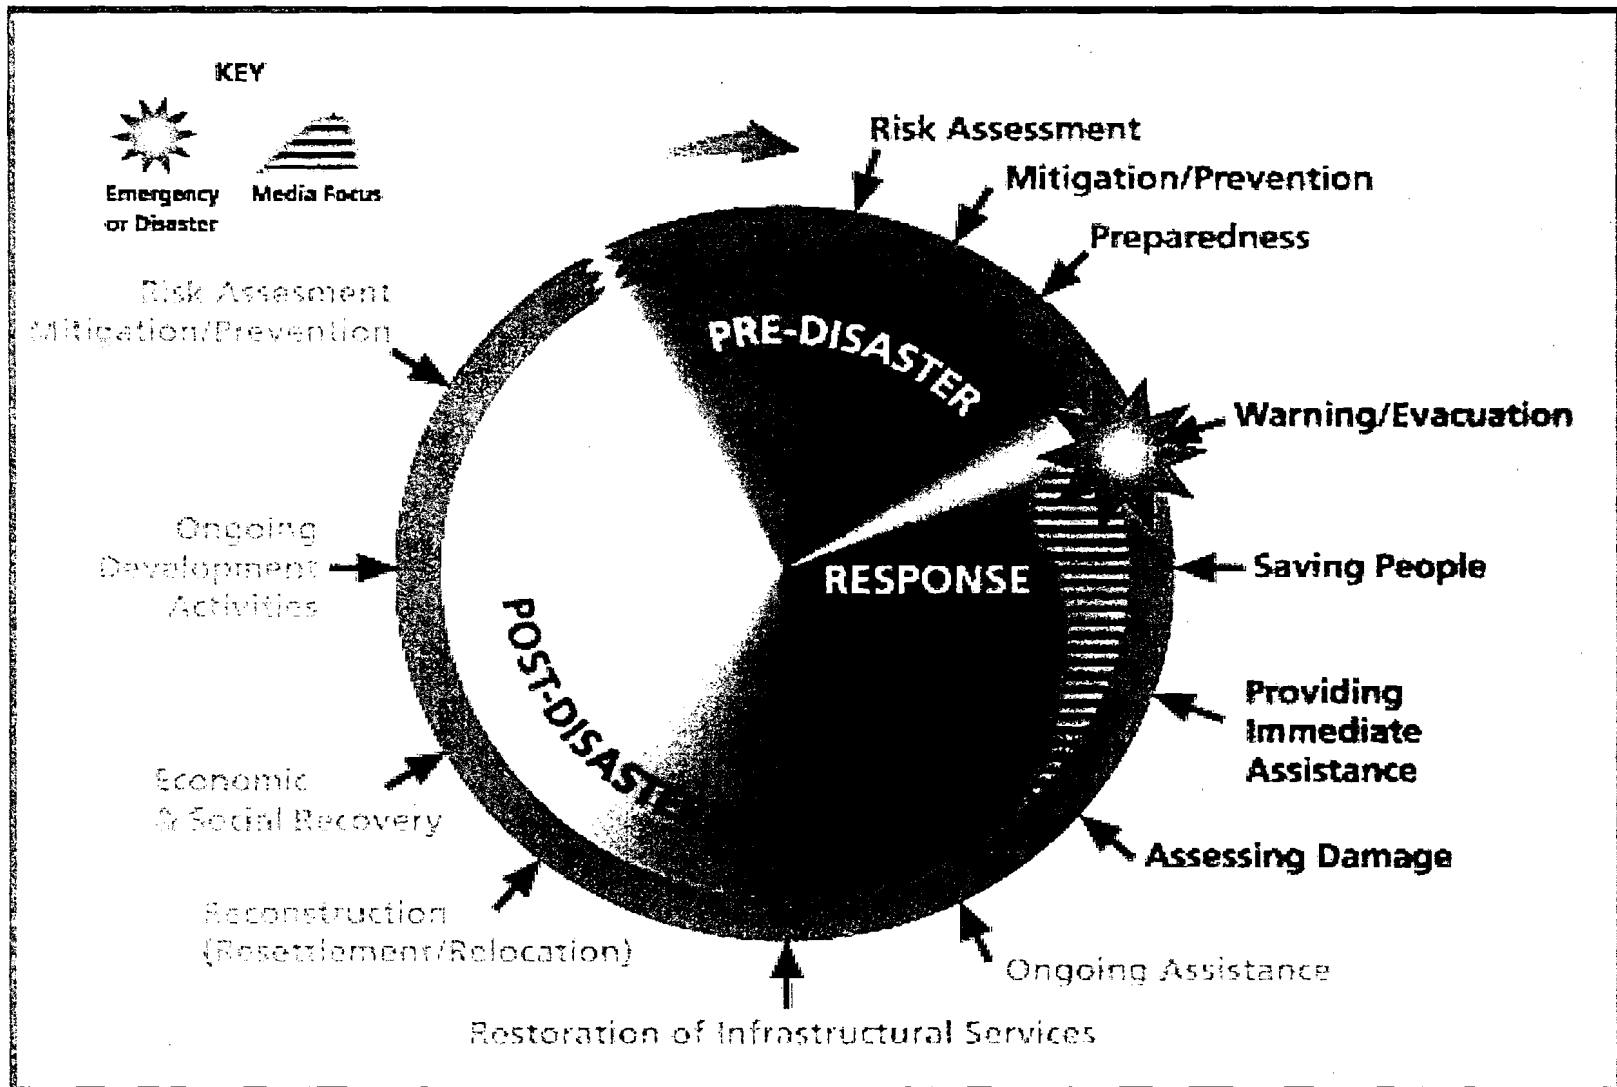 KEY
Emergency
or Disaster
Media Focus
Risk Assessment
Mitigation/Prevention
Preparedness
Warning/Evacuation
Saving People
Providing
Immediate
Assistance
Assessing Damage
Ongoing Assistance
Restoration of Infrastructural Services
Reconstruction
(Resettlement/Relocation)
Economic
& Social Recovery
Ongoing
Development
Activities
Risk Assesment
Mitigation/Prevention
PRE-DISASTER
RESPONSE
POST-DISASTER